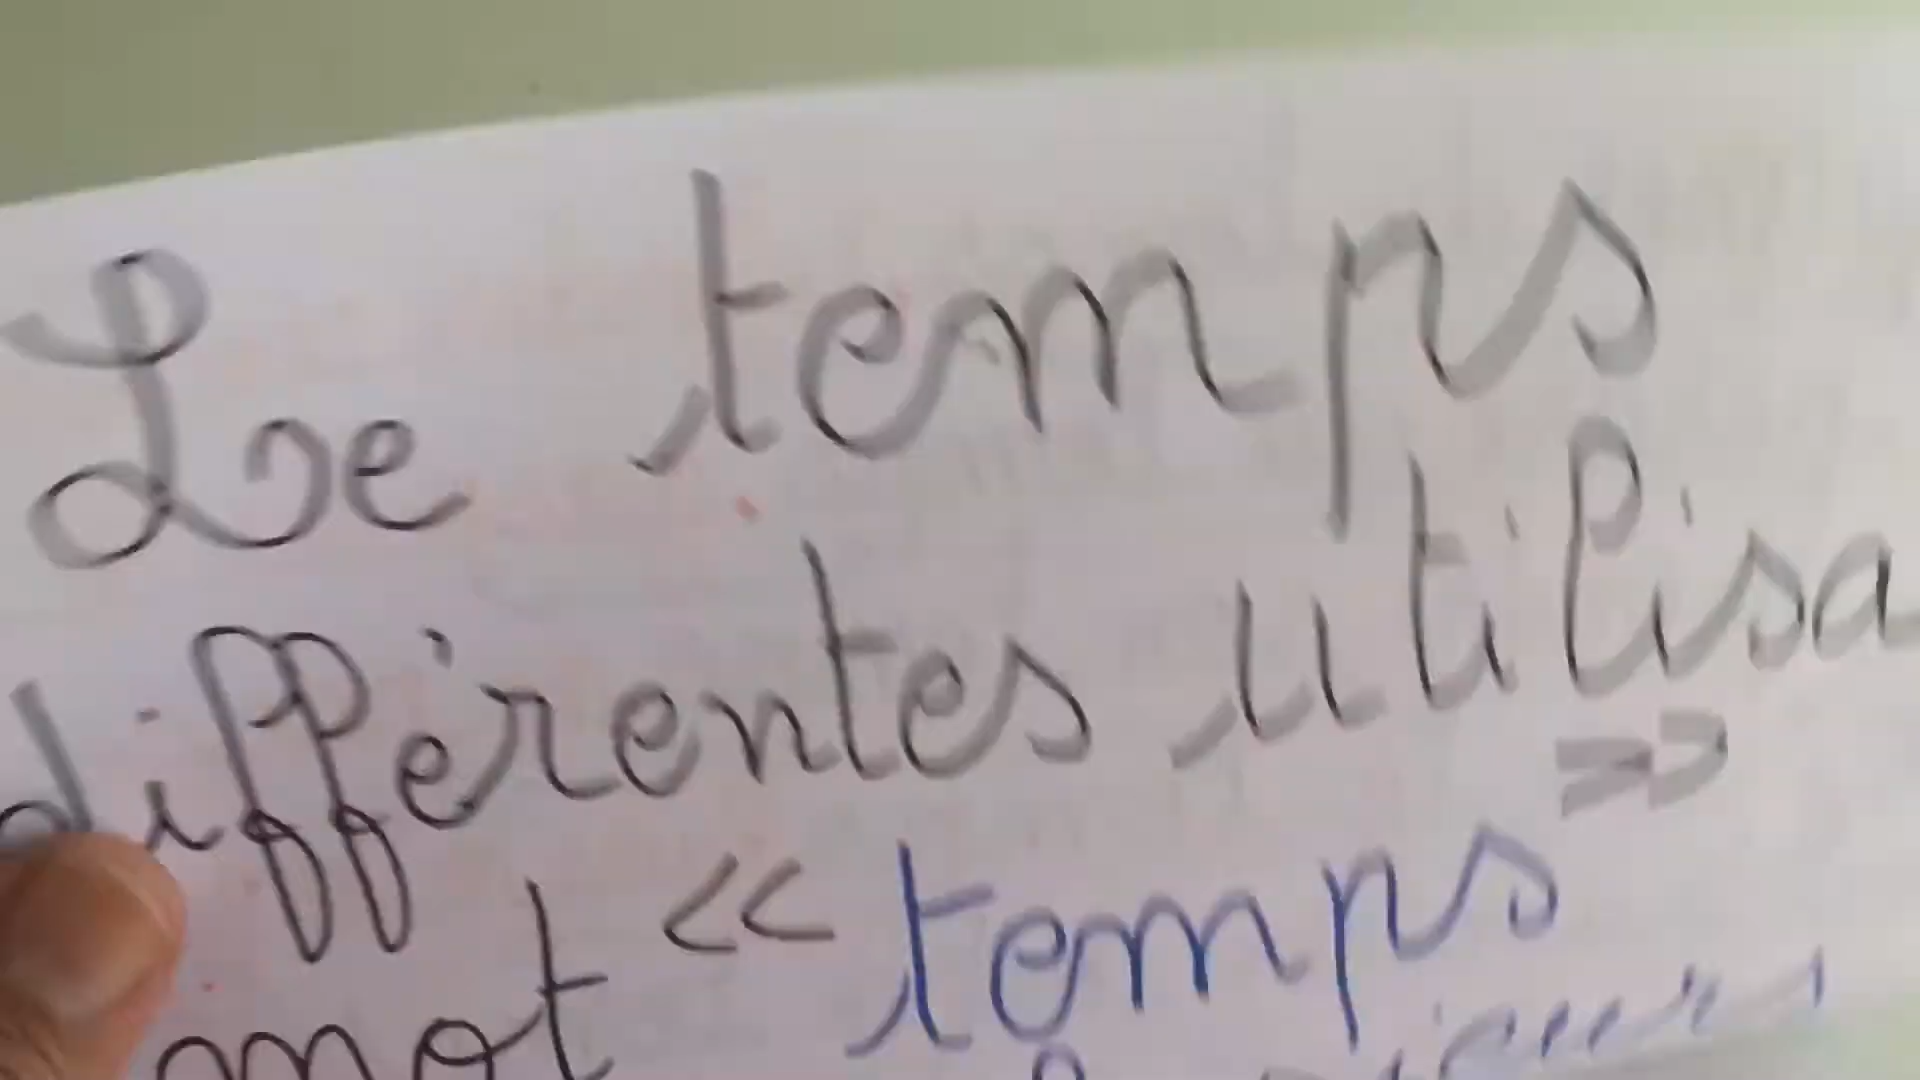 Le temps
différentes utilisa
mot << temps >>